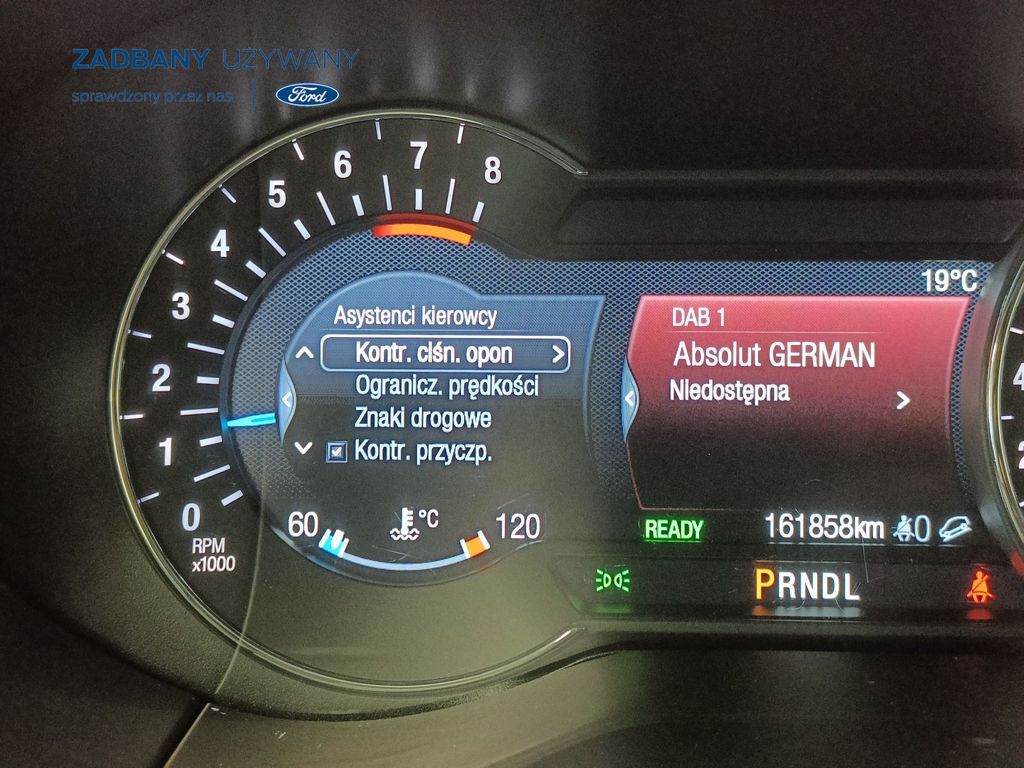 ZADBANY UŻYWANY
sprawdzony przez nas
Ford
0
1
2
3
4
5
6
7
8
RPM
x1000
Asystenci kierowcy
Kontr. ciśn. opon
Ogranicz. prędkości
Znaki drogowe
Kontr. przyczp.
60
°C
120
19°C
DAB 1
Absolut GERMAN
Niedostępna
READY
161858km
0
PRNDL
4
2